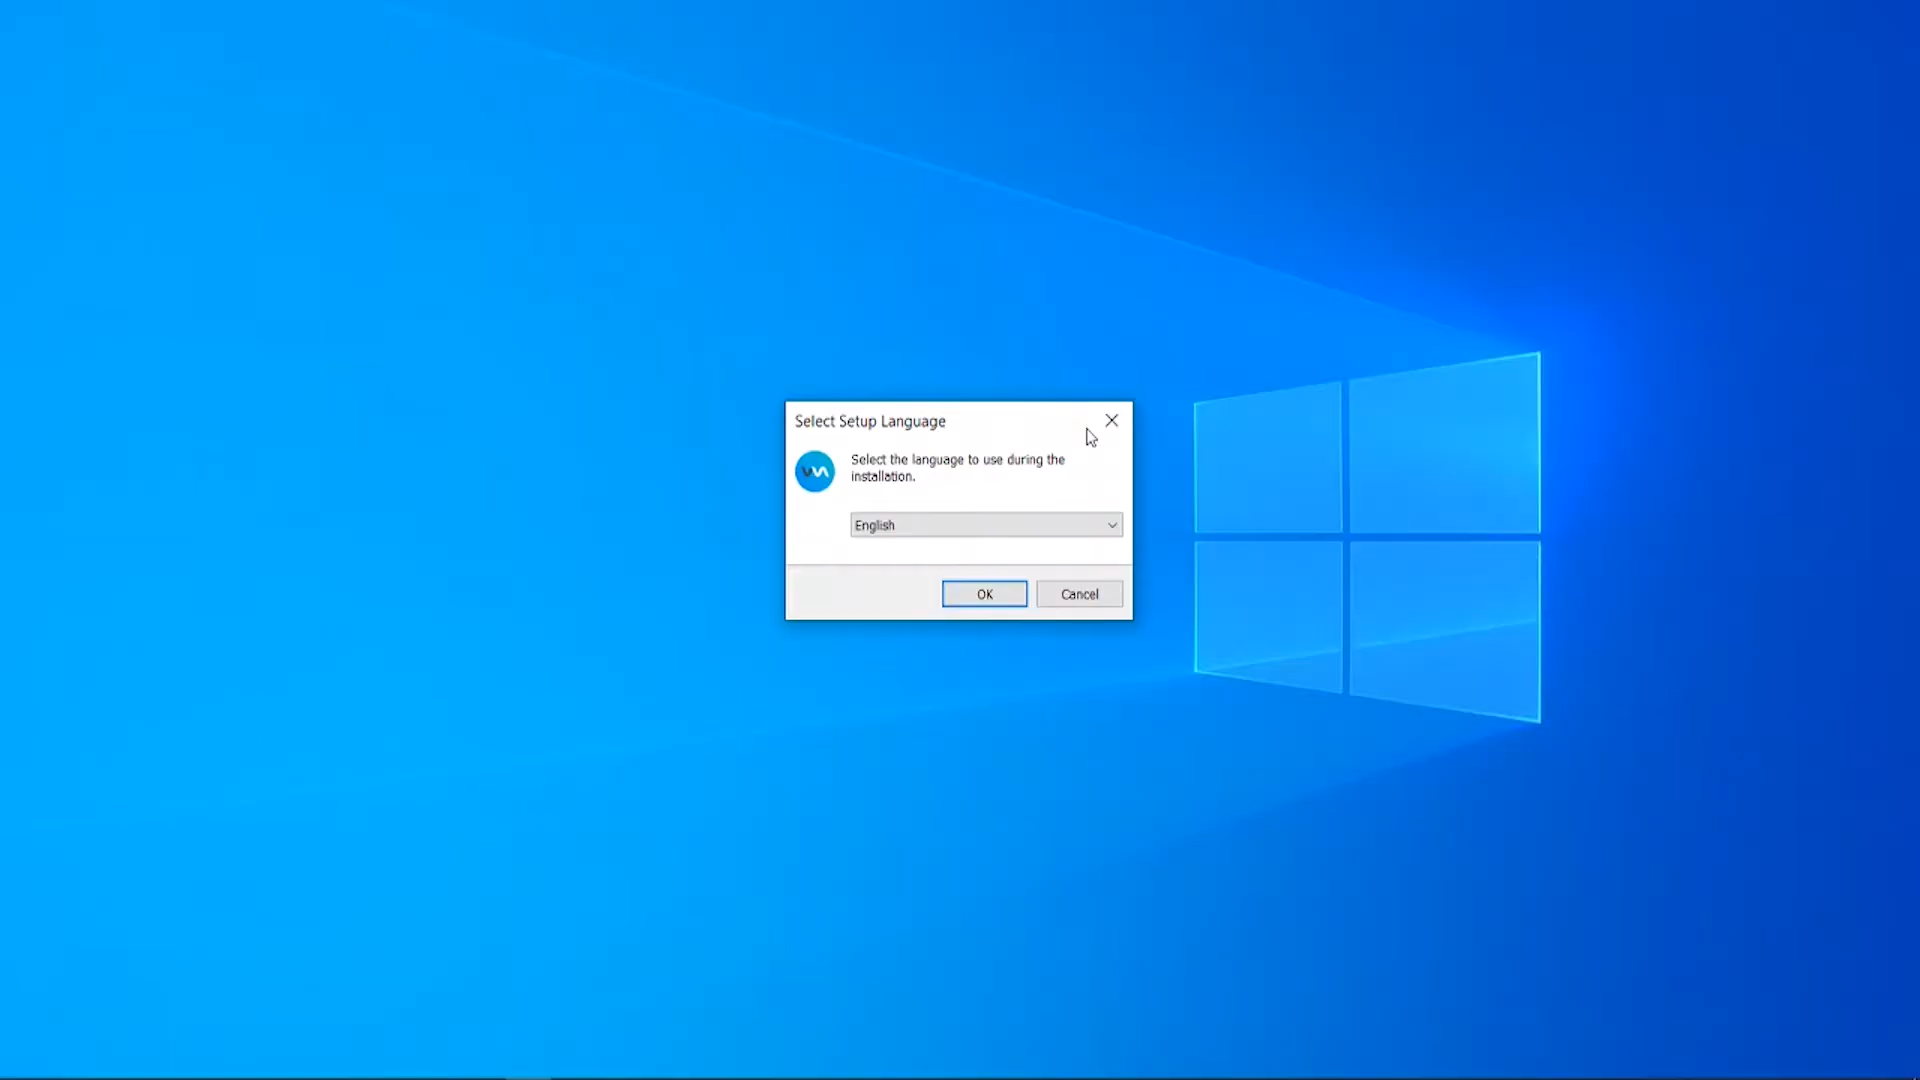 Select Setup Language
Select the language to use during the
installation.
English
OK
Cancel